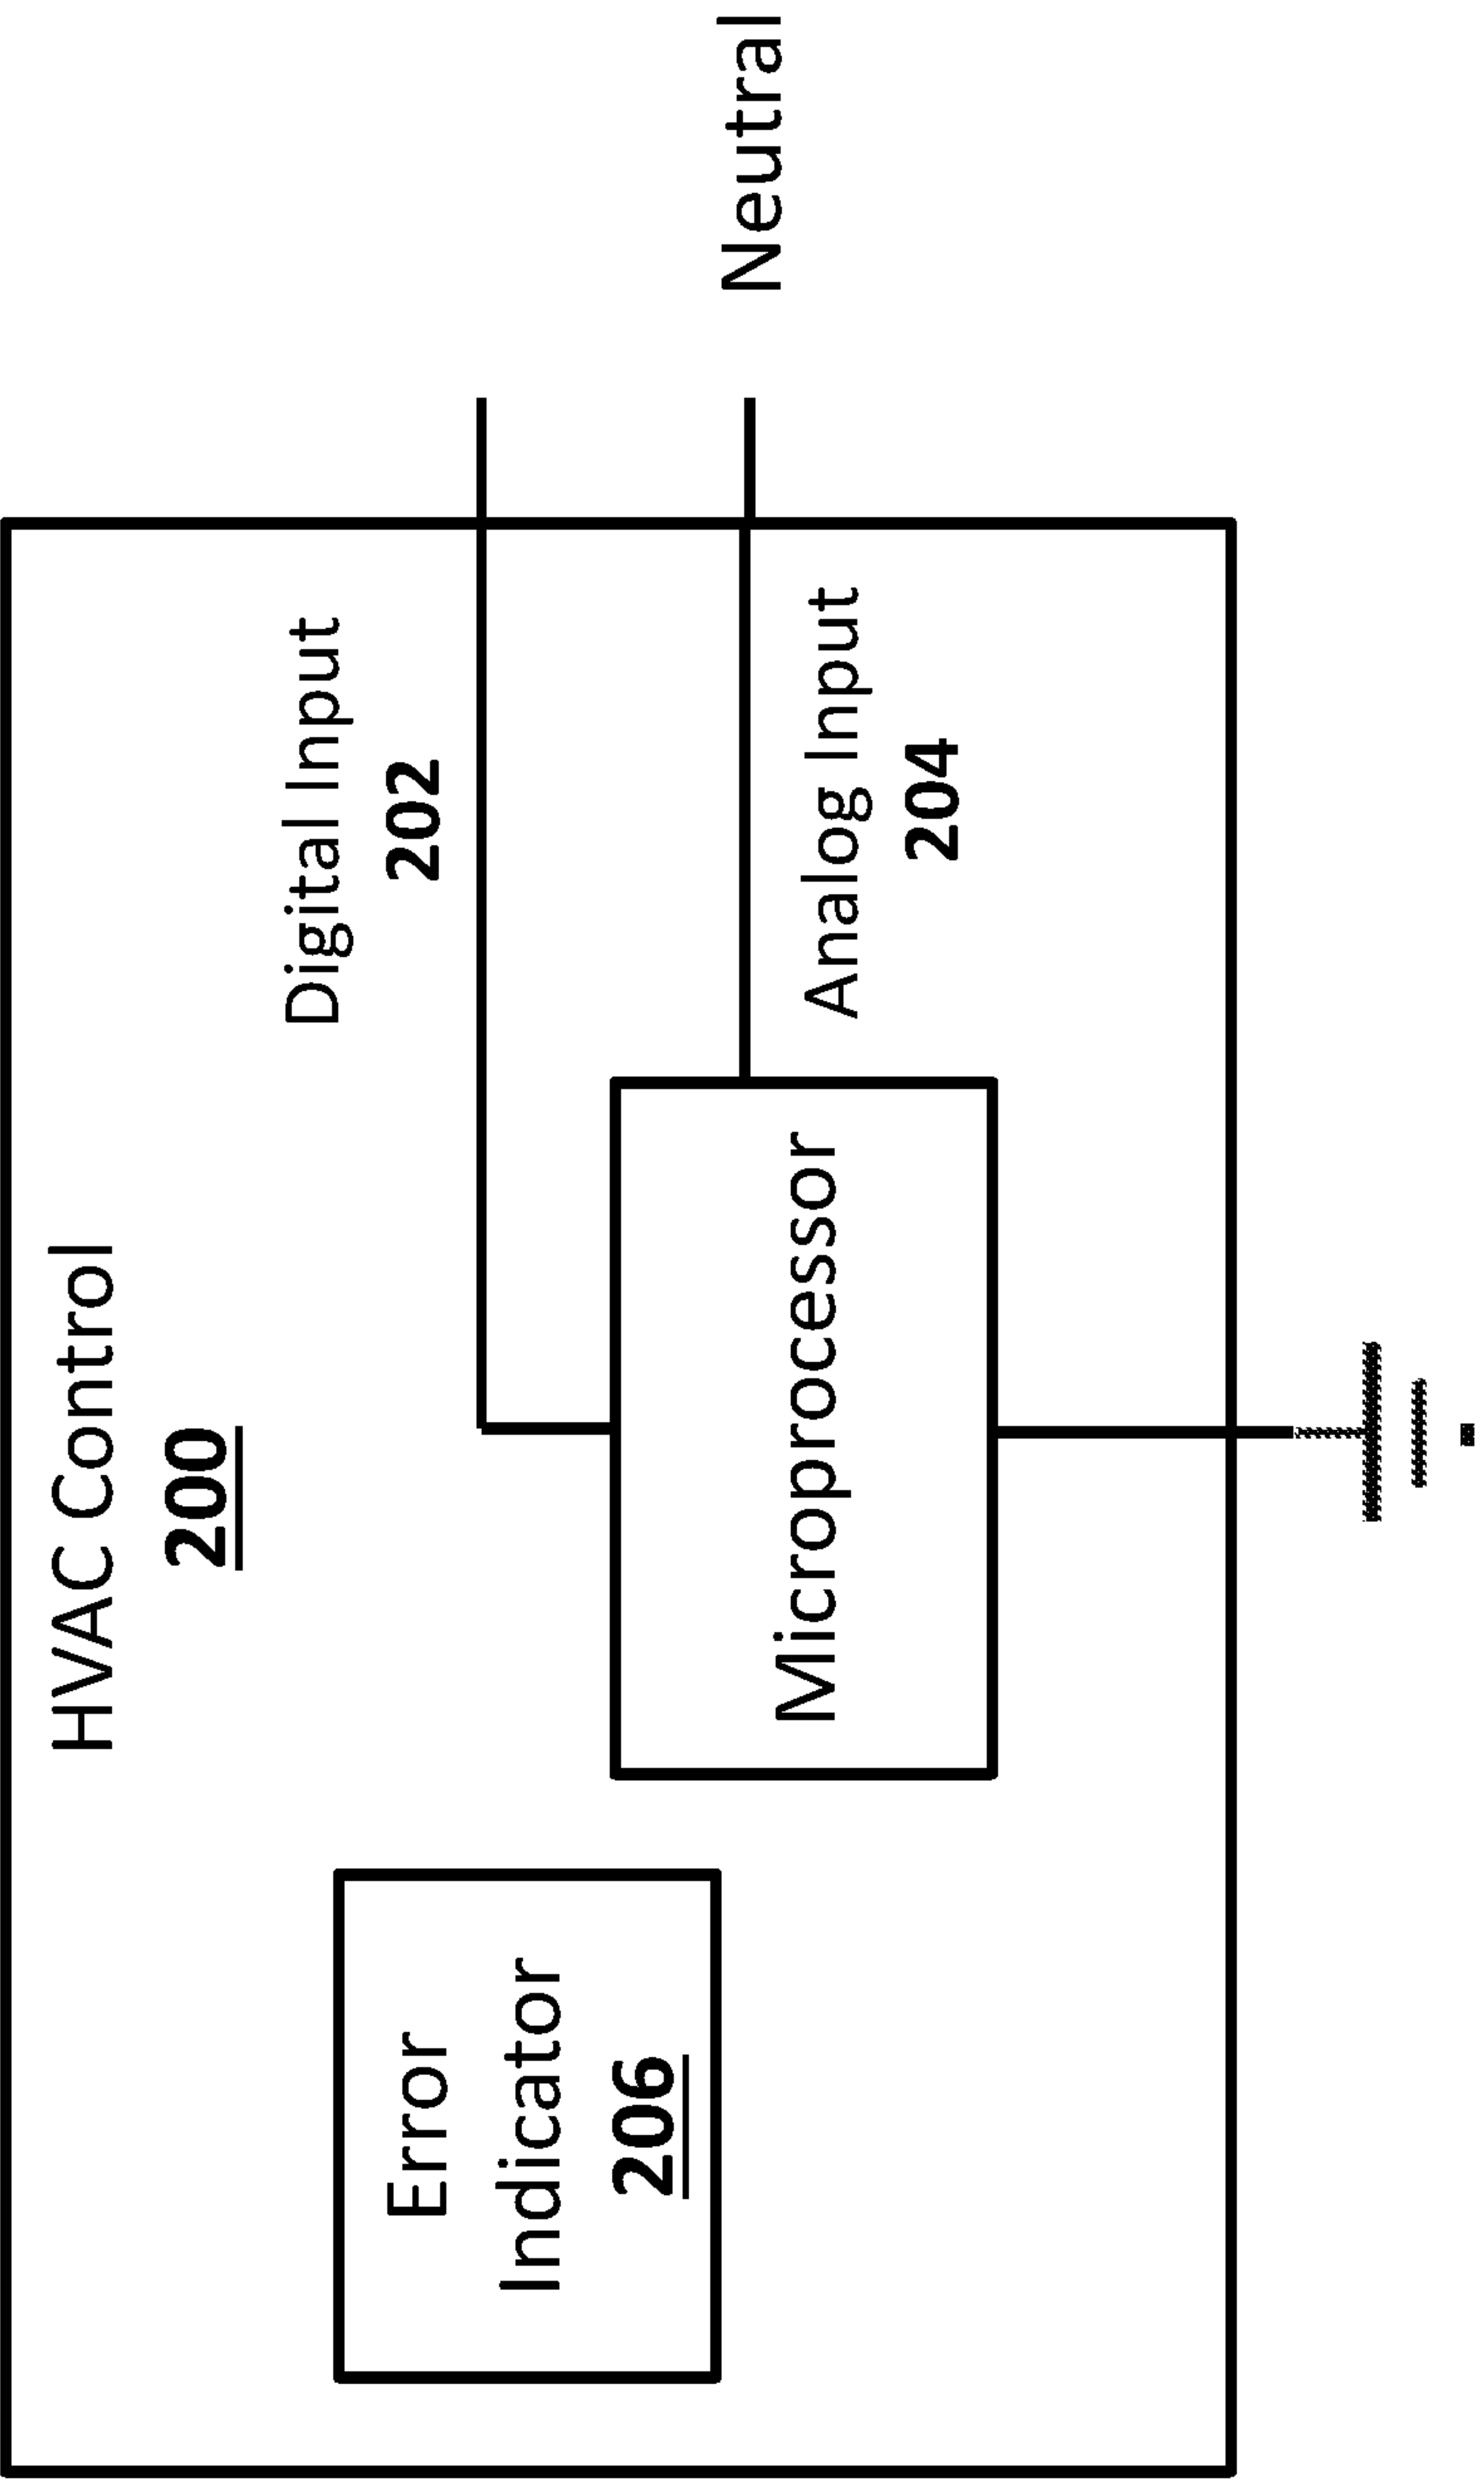 HVAC Control
200
Digital Input
202
Error
Indicator
206
Neutral
Microprocessor
Analog Input
204